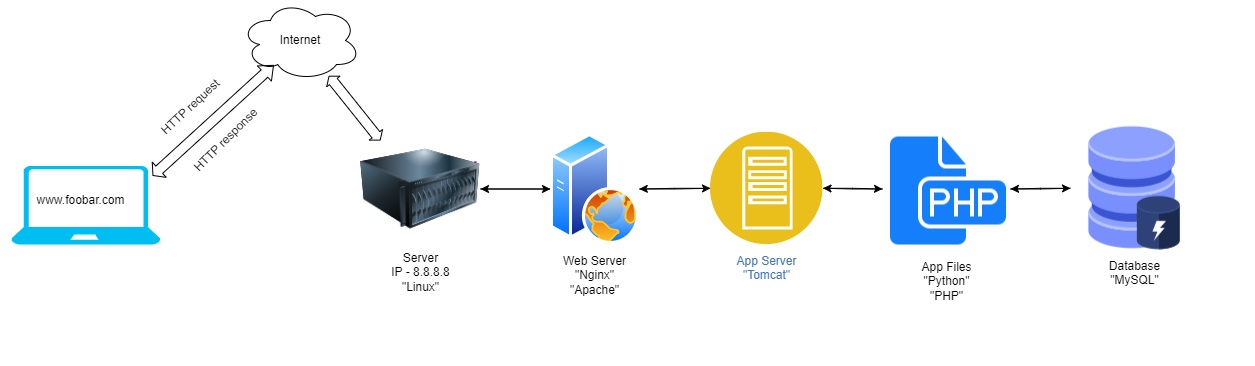 Internet
HTTP request
HTTP response
www.foobar.com
Server
IP - 8.8.8.8
"Linux"
Web Server
"Nginx"
"Apache"
App Server
"Tomcat"
PHP
App Files
"Python"
"PHP"
Database
"MySQL"